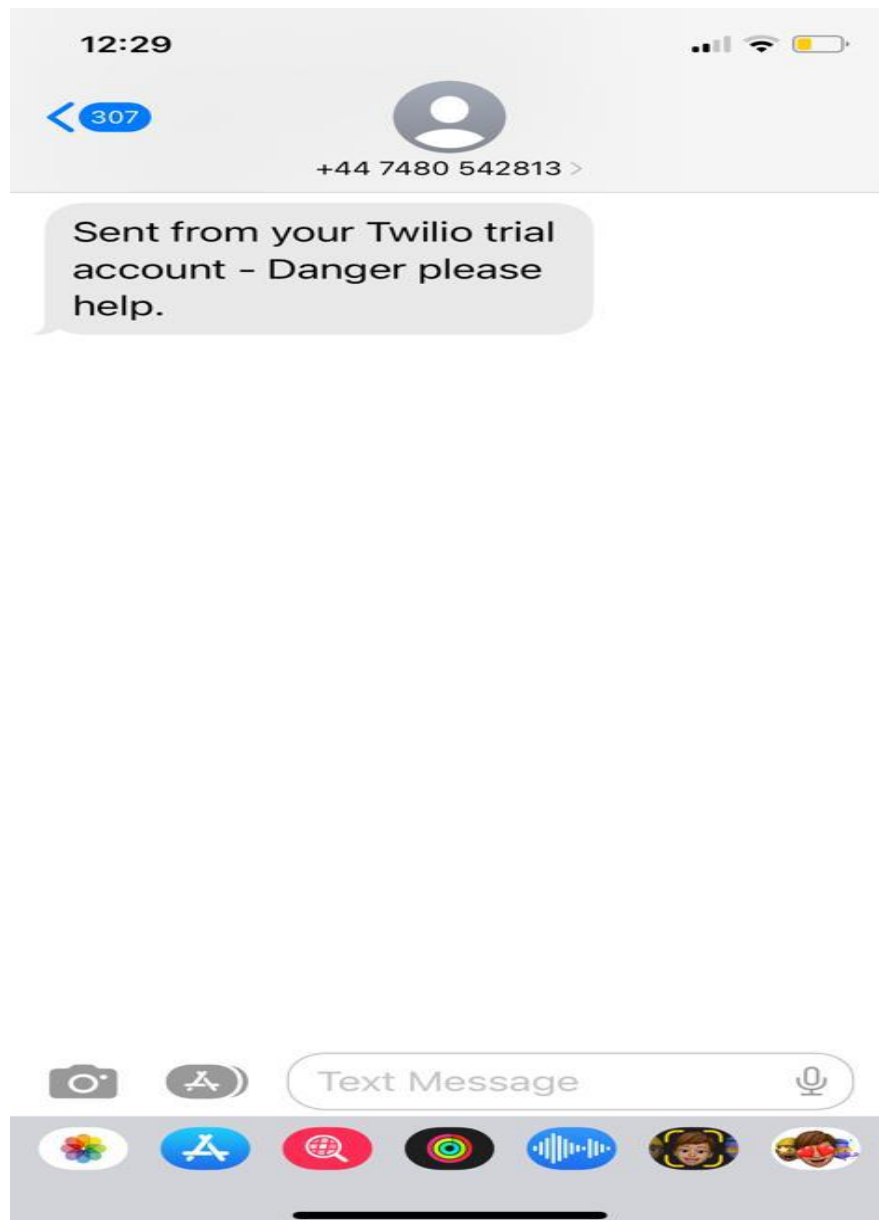 12:29
307
+44 7480 542813 >
Sent from your Twilio trial
account - Danger please
help.
Text Message